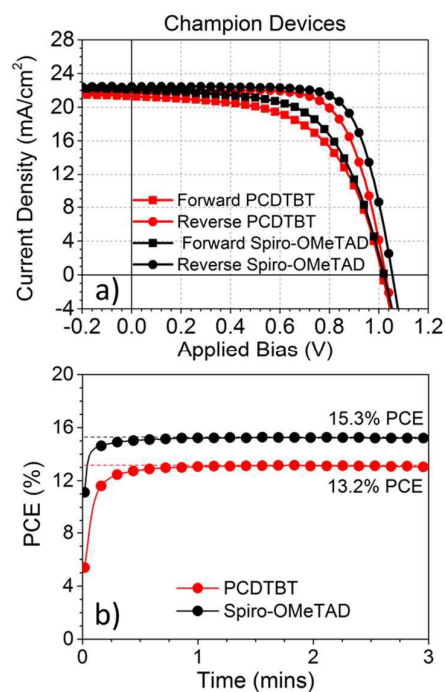 Champion Devices
a)
28
24
20
16
12
8
4
0
-4
Current Density (mA/cm²)
Forward PCDTBT
Reverse PCDTBT
Forward Spiro-OMeTAD
Reverse Spiro-OMeTAD
-0.2 0.0 0.2 0.4 0.6 0.8 1.0 1.2
Applied Bias (V)
20
16
12
8
4
0
PCE (%)
15.3% PCE
13.2% PCE
PCDTBT
Spiro-OMeTAD
b)
0 1 2 3
Time (mins)